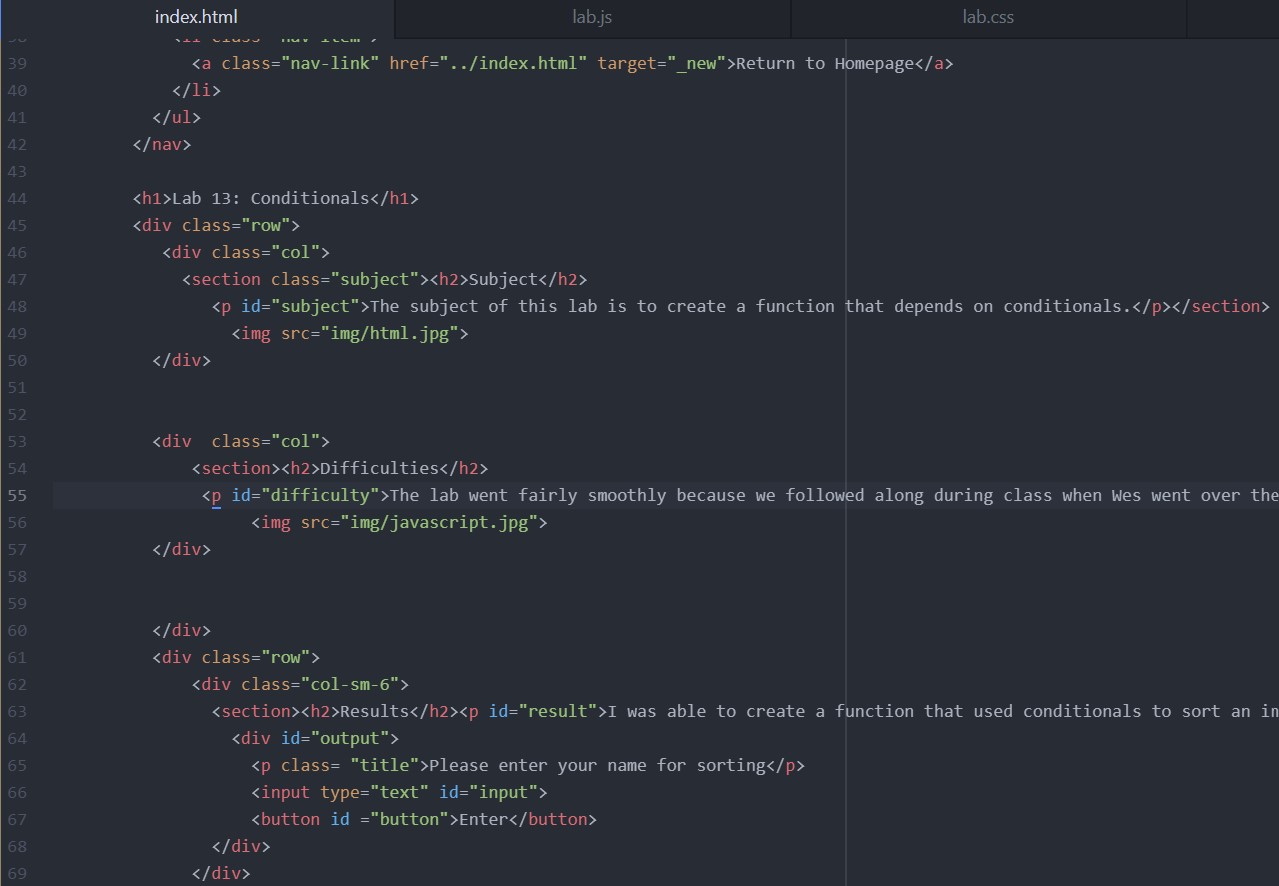 index.html
lab.js
lab.css
39 <a class="nav-link" href="../index.html" target="_new">Return to Homepage</a>
40 </li>
41 </ul>
42 </nav>
43
44 <h1>Lab 13: Conditionals</h1>
45 <div class="row">
46 <div class="col">
47 <section class="subject"><h2>Subject</h2>
48 <p id="subject">The subject of this lab is to create a function that depends on conditionals.</p></section>
49 <img src="img/html.jpg">
50 </div>
51
52
53 <div  class="col">
54 <section><h2>Difficulties</h2>
55 <p id="difficulty">The lab went fairly smoothly because we followed along during class when Wes went over the
56 <img src="img/javascript.jpg">
57 </div>
58
59
60 </div>
61 <div class="row">
62 <div class="col-sm-6">
63 <section><h2>Results</h2><p id="result">I was able to create a function that used conditionals to sort an in
64 <div id="output">
65 <p class= "title">Please enter your name for sorting</p>
66 <input type="text" id="input">
67 <button id ="button">Enter</button>
68 </div>
69 </div>